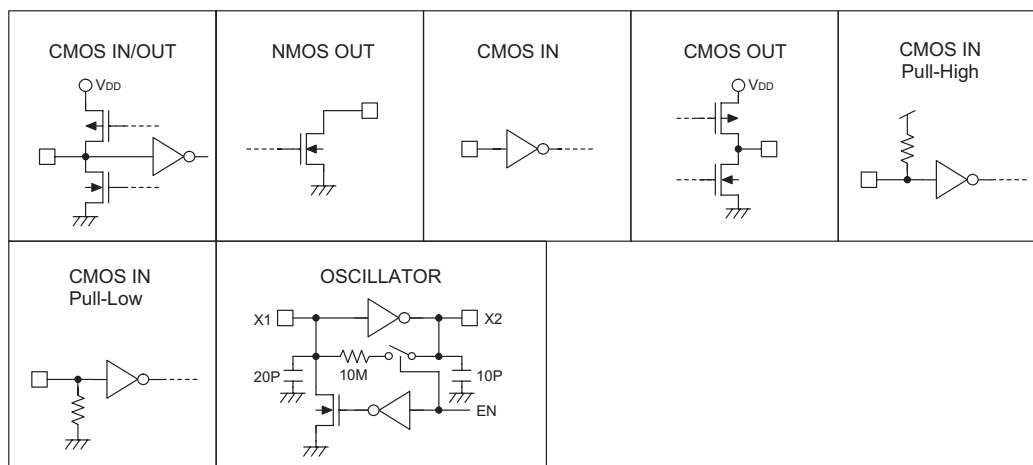 CMOS IN/OUT
VDD
NMOS OUT
CMOS IN
CMOS OUT
VDD
CMOS IN
Pull-High
CMOS IN
Pull-Low
OSCILLATOR
X1
X2
20P
10M
10P
EN